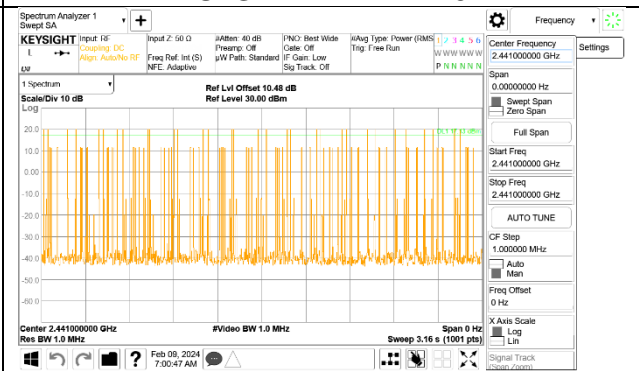 Spectrum Analyzer 1
Swept SA
KEYSIGHT
Input: RF
Coupling: DC
Align: Auto/No RF
Input Z: 50 Ω
Freq Ref: Int (S)
NFE: Adaptive
#Atten: 40 dB
Preamp: Off
µW Path: Standard
PNO: Best Wide
Gate: Off
IF Gain: Low
Sig Track: Off
#Avg Type: Power (RMS
Trig: Free Run
1 2 3 4 5 6
W W W W W W
P N N N N N
L
1 Spectrum
Scale/Div 10 dB
Log
Ref Lvl Offset 10.48 dB
Ref Level 30.00 dBm
20.0
10.0
0.00
-10.0
-20.0
-30.0
-40.0
-50.0
-60.0
Center 2.441000000 GHz
Res BW 1.0 MHz
#Video BW 1.0 MHz
Span 0 Hz
Sweep 3.16 s (1001 pts)
Feb 09, 2024
7:00:47 AM
Frequency
Settings
Center Frequency
2.441000000 GHz
Span
0.00000000 Hz
Swept Span
Zero Span
Full Span
Start Freq
2.441000000 GHz
Stop Freq
2.441000000 GHz
AUTO TUNE
CF Step
1.000000 MHz
Auto
Man
Freq Offset
0 Hz
X Axis Scale
Log
Lin
Signal Track
(Span Zoom)